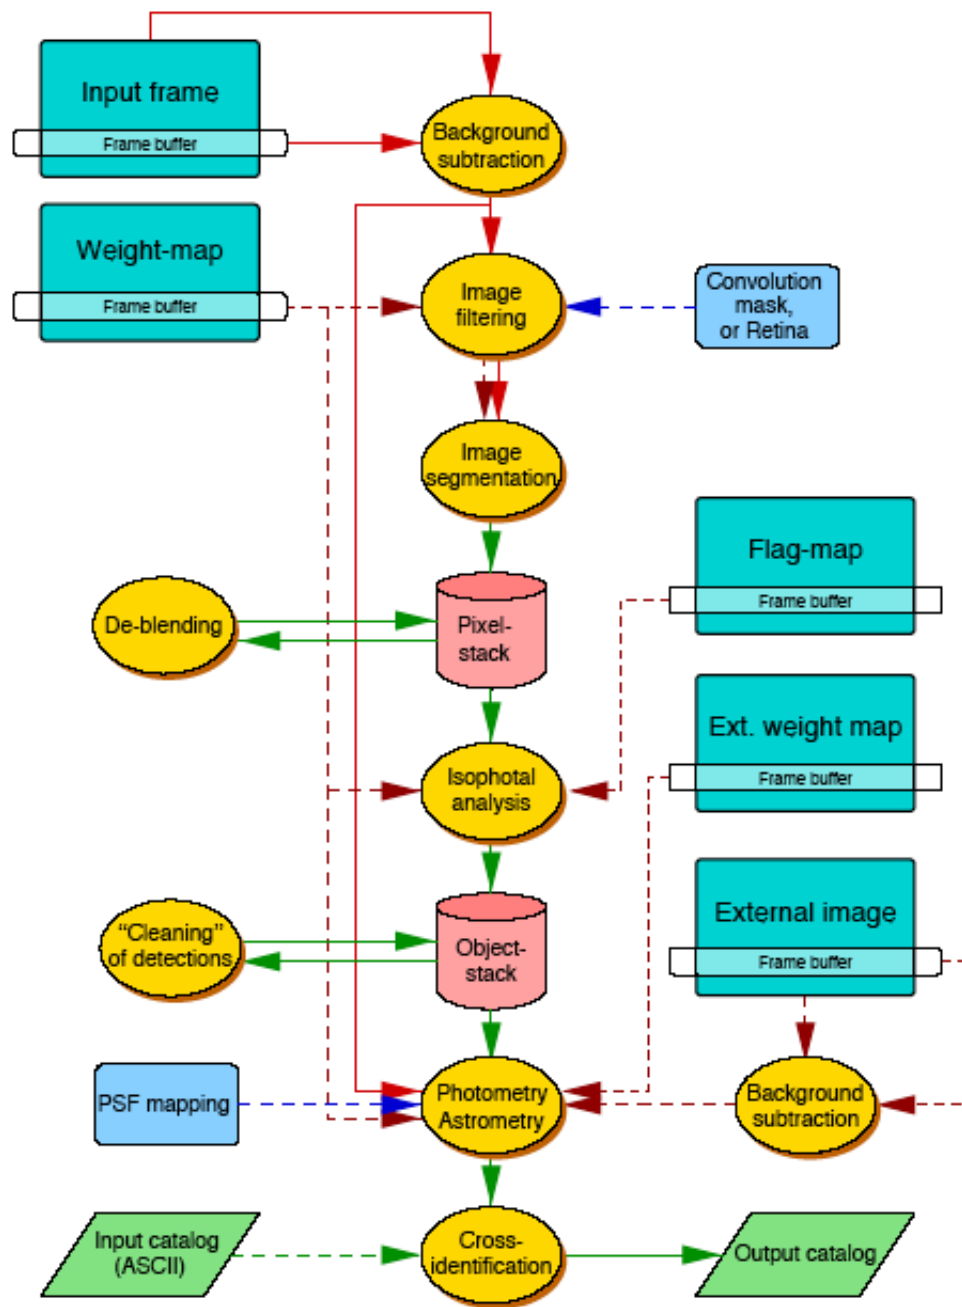 Input frame
Frame buffer
Background
subtraction
Weight-map
Frame buffer
Image
filtering
Convolution
mask,
or Retina
Image
segmentation
Flag-map
Frame buffer
De-blending
Pixel-
stack
Ext. weight map
Frame buffer
Isophotal
analysis
External image
Frame buffer
“Cleaning”
of detections
Object-
stack
PSF mapping
Photometry
Astrometry
Background
subtraction
Input catalog
(ASCII)
Cross-
identification
Output catalog